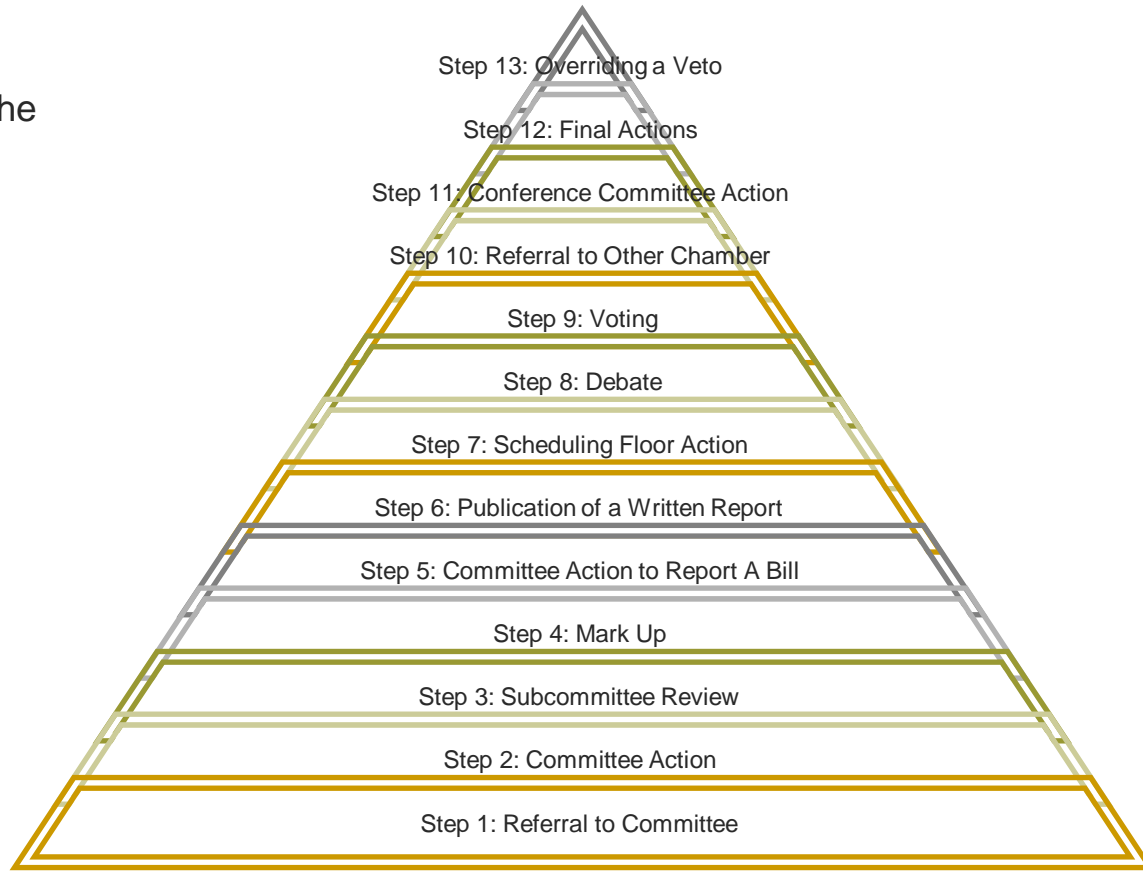 he
Step 13: Overriding a Veto
Step 12: Final Actions
Step 11: Conference Committee Action
Step 10: Referral to Other Chamber
Step 9: Voting
Step 8: Debate
Step 7: Scheduling Floor Action
Step 6: Publication of a Written Report
Step 5: Committee Action to Report A Bill
Step 4: Mark Up
Step 3: Subcommittee Review
Step 2: Committee Action
Step 1: Referral to Committee